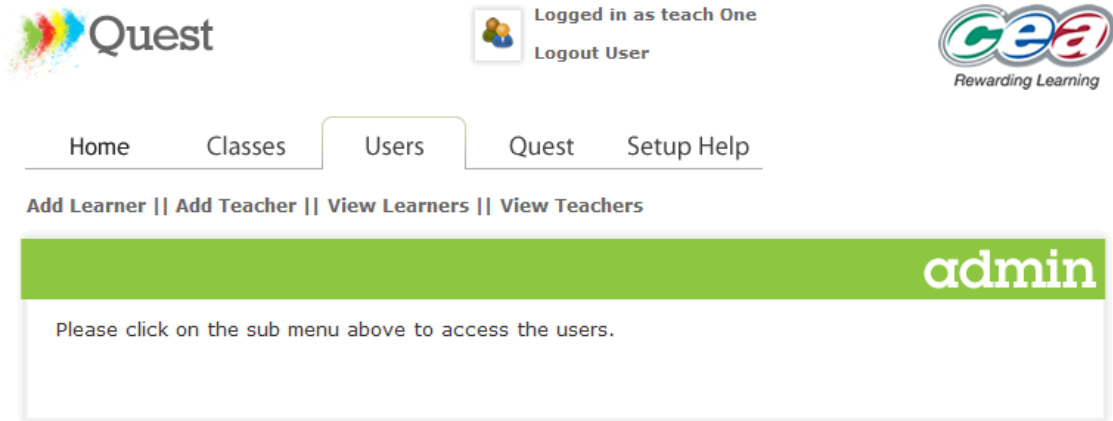 Quest
Logged in as teach One
Logout User
cea
Rewarding Learning
Home Classes Users Quest Setup Help
Add Learner || Add Teacher || View Learners || View Teachers
admin
Please click on the sub menu above to access the users.